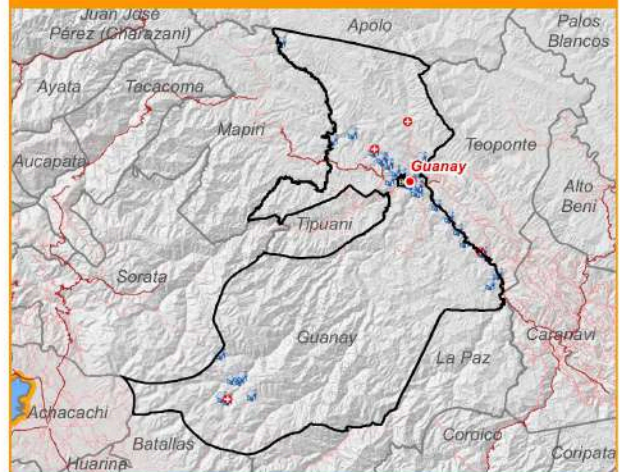 Juan José
Pérez (Charazani)
Apolo
Palos
Blancos
Ayata
Tacacoma
Mapiri
Teoponte
Aucapata
Guanay
Alto
Beni
Tipuani
Sorata
Guanay
Caranavi
La Paz
Achacachi
Batallas
Coripico
Coripata
Huarina